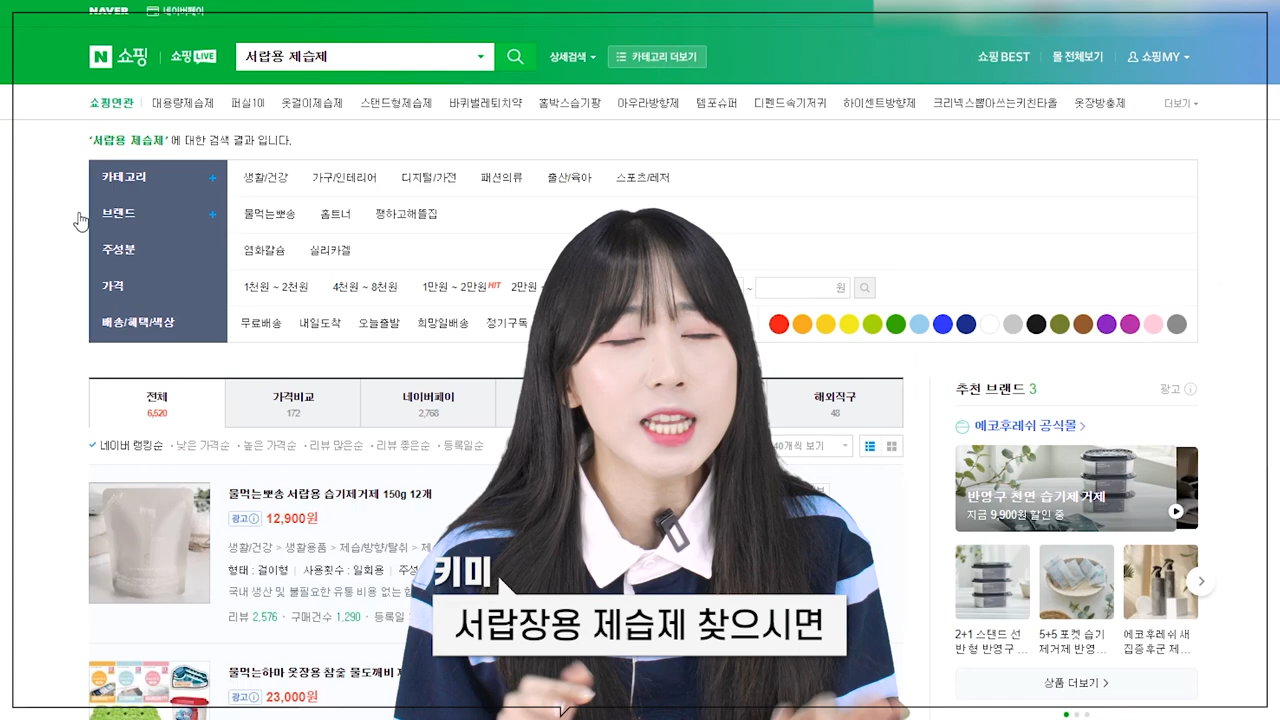 NAVER 네이버페이
N 쇼핑 쇼핑LIVE 서랍용 제습제 상세검색 카테고리 더보기 쇼핑BEST 몰 전체보기 쇼핑MY
쇼핑연관 대용량제습제 퍼실10l 옷걸이제습제 스탠드형제습제 바퀴벌레퇴치약 홈박스습기팡 아우라방향제 템포슈퍼 디펜드속기저귀 하이센트방향제 크리넥스뽑아쓰는키친타올 옷장방충제 더보기
'서랍용 제습제' 에 대한 검색 결과 입니다.
카테고리 + 생활/건강 가구/인테리어 디지털/가전 패션의류 출산/육아 스포츠/레저
브랜드 + 물먹는뽀송 홈트너 평하고해뜰집
주성분 염화칼슘 실리카겔
가격 1천원 ~ 2천원 4천원 ~ 8천원 1만원 ~ 2만원 HIT 2만원 ~ ~ 원
배송/혜택/색상 무료배송 내일도착 오늘출발 희망일배송 정기구독
전체 가격비교 네이버페이 해외직구
6,520 172 2,768 48
네이버 랭킹순 · 낮은 가격순 · 높은 가격순 · 리뷰 많은순 · 리뷰 좋은순 · 등록일순 40개씩 보기
물먹는뽀송 서랍용 습기제거제 150g 12개
광고 12,900원
생활/건강 > 생활용품 > 제습/방향/탈취 > 제
형태 : 걸이형 | 사용횟수 : 일회용 | 주성
국내 생산 및 불필요한 유통 비용 없는 합
리뷰 2,576 · 구매건수 1,290 · 등록일
물먹는하마 옷장용 참숯 물도깨비
광고 23,000원
추천 브랜드 3 광고
에코후레쉬 공식몰
반영구 천연 습기제거제
지금 9,900원 할인 중
2+1 스탠드 선반형 반영구 ...
5+5 포켓 습기제거제 반영...
에코후레쉬 새집증후군 제...
상품 더보기
키미
서랍장용 제습제 찾으시면